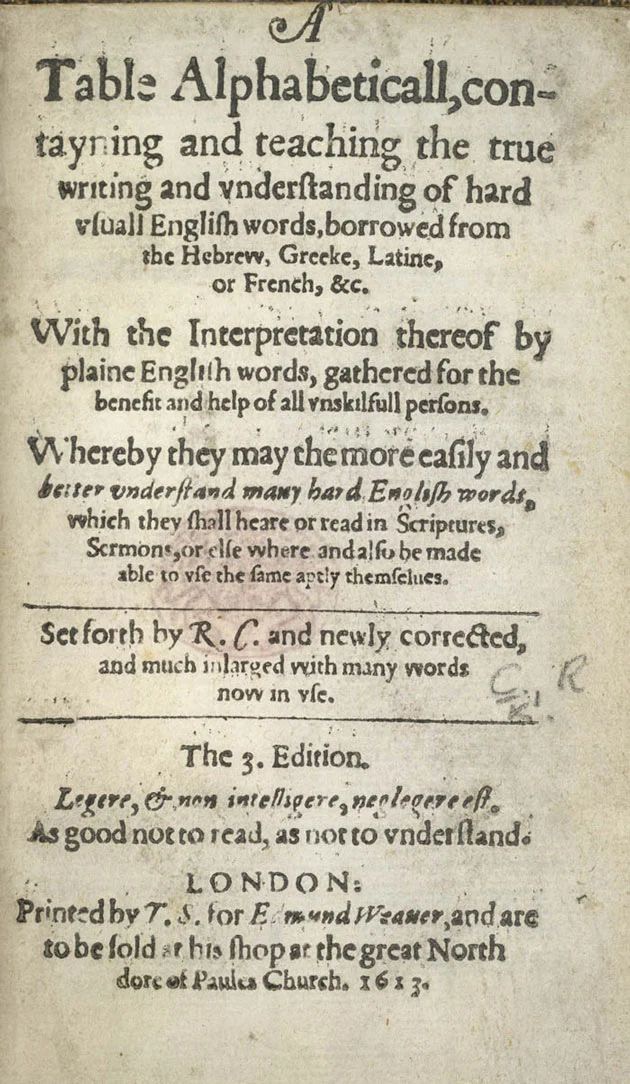 A
Table Alphabeticall, con-
tayning and teaching the true
writing and vnderſtanding of hard
vſuall Engliſh words, borrowed from
the Hebrew, Greeke, Latine,
or French, &c.
With the Interpretation thereof by
plaine Engliſh words, gathered for the
benefit and help of all vnskilfull perſons.
Whereby they may the more eaſily and
better vnderſtand many hard Engliſh words,
which they ſhall heare or read in Scriptures,
Sermons, or elſe where and alſo be made
able to vſe the ſame aptly themſelues.
Set forth by R. C. and newly corrected,
and much inlarged with many words
now in vſe.
C. R
The 3. Edition.
Legere, & non intelligere, neglegere eſt.
As good not to read, as not to vnderſtand.
LONDON:
Printed by T. S. for Edmund Weauer, and are
to be ſold at his ſhop at the great North
dore of Paules Church. 1613.